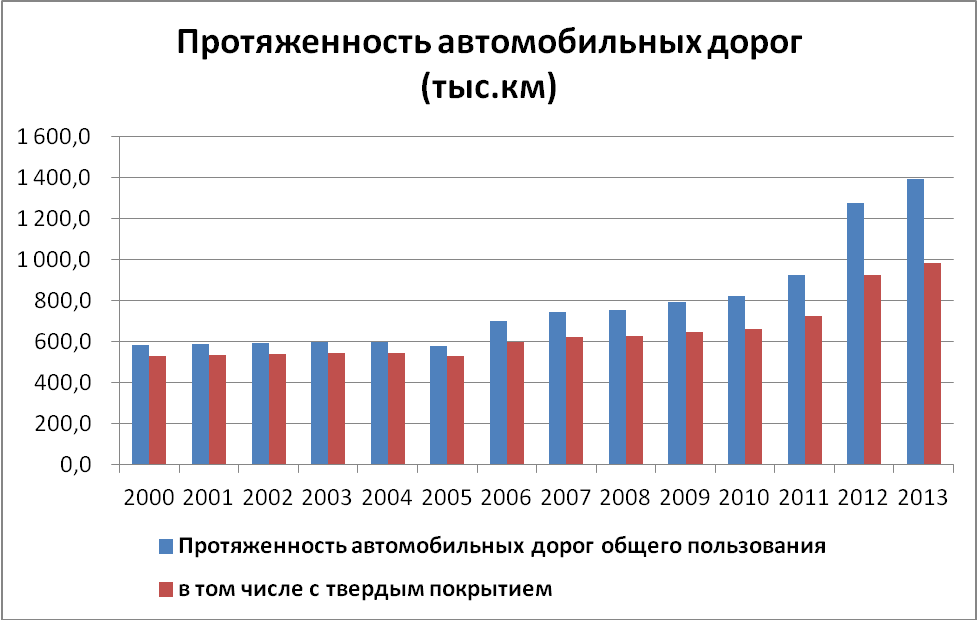 Протяженность автомобильных дорог
(тыс.км)
1 600,0
1 400,0
1 200,0
1 000,0
800,0
600,0
400,0
200,0
0,0
2000 2001 2002 2003 2004 2005 2006 2007 2008 2009 2010 2011 2012 2013
Протяженность автомобильных дорог общего пользования
в том числе с твердым покрытием